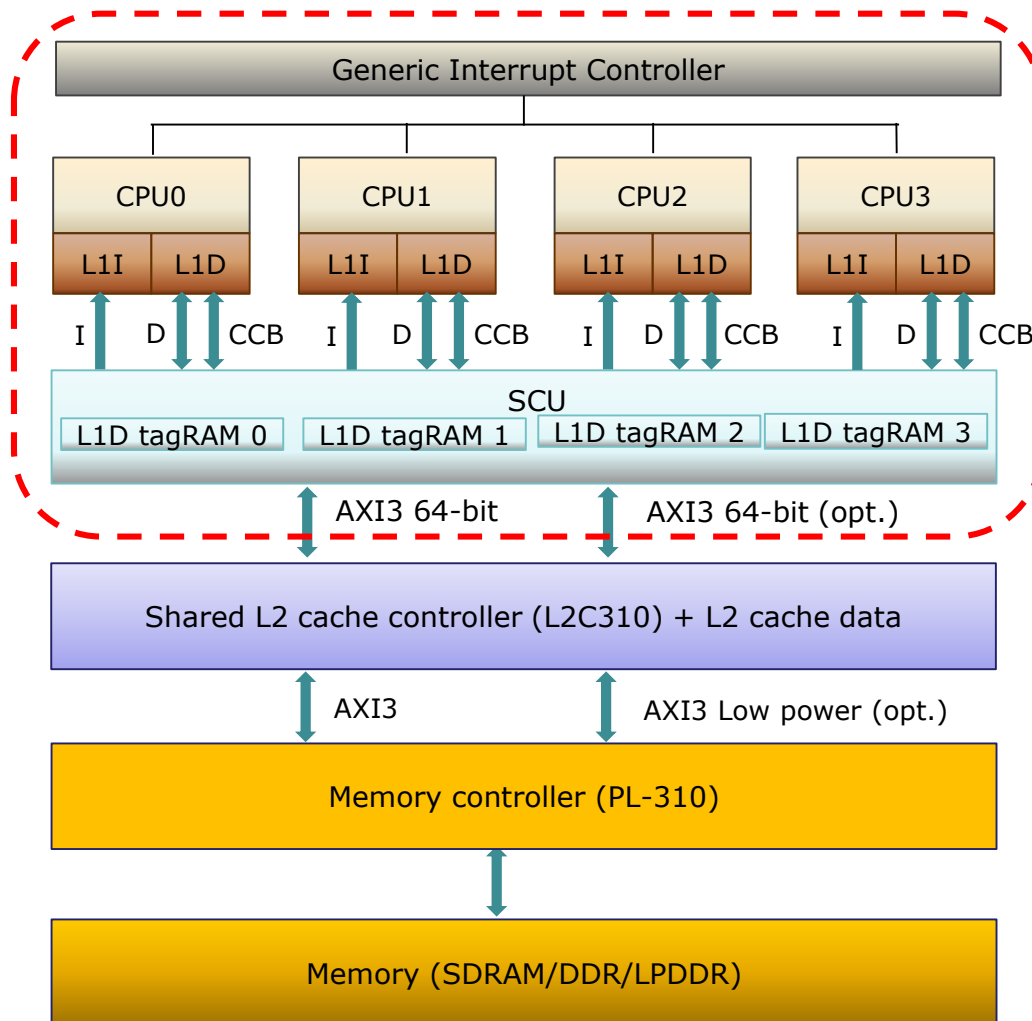 Generic Interrupt Controller
CPU0 CPU1 CPU2 CPU3
L1I L1D L1I L1D L1I L1D L1I L1D
I D CCB I D CCB I D CCB I D CCB
SCU
L1D tagRAM 0 L1D tagRAM 1 L1D tagRAM 2 L1D tagRAM 3
AXI3 64-bit AXI3 64-bit (opt.)
Shared L2 cache controller (L2C310) + L2 cache data
AXI3 AXI3 Low power (opt.)
Memory controller (PL-310)
Memory (SDRAM/DDR/LPDDR)